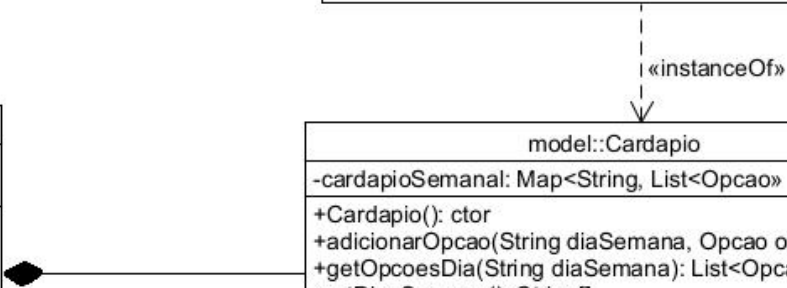 «instanceOf»
model::Cardapio
-cardapioSemanal: Map<String, List<Opcao»
+Cardapio(): ctor
+adicionarOpcao(String diaSemana, Opcao o
+getOpcoesDia(String diaSemana): List<Opca